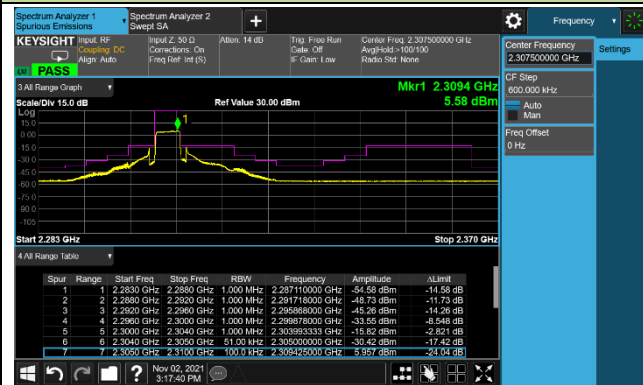 Spectrum Analyzer 1
Spurious Emissions
Spectrum Analyzer 2
Swept SA
Frequency
KEYSIGHT
Input: RF
Coupling: DC
Align: Auto
Input Z: 50 Ω
Corrections: On
Freq Ref: Int (S)
Atten: 14 dB
Trig: Free Run
Gate: Off
IF Gain: Low
Center Freq: 2.307500000 GHz
Avg|Hold:>100/100
Radio Std: None
PASS
Center Frequency
2.307500000 GHz
Settings
CF Step
600.000 kHz
Auto
Man
Freq Offset
0 Hz
3 All Range Graph
Mkr1 2.3094 GHz
5.58 dBm
Scale/Div 15.0 dB
Ref Value 30.00 dBm
Log
15.0
0.00
-15.0
-30.0
-45.0
-60.0
-75.0
-90.0
-105
1
Start 2.283 GHz
Stop 2.370 GHz
4 All Range Table
Spur Range Start Freq Stop Freq RBW Frequency Amplitude ΔLimit
1 1 2.2830 GHz 2.2880 GHz 1.000 MHz 2.287110000 GHz -54.58 dBm -14.58 dB
2 2 2.2880 GHz 2.2920 GHz 1.000 MHz 2.291718000 GHz -48.73 dBm -11.73 dB
3 3 2.2920 GHz 2.2960 GHz 1.000 MHz 2.295868000 GHz -45.26 dBm -14.26 dB
4 4 2.2960 GHz 2.3000 GHz 1.000 MHz 2.299878000 GHz -33.55 dBm -8.548 dB
5 5 2.3000 GHz 2.3040 GHz 1.000 MHz 2.303993333 GHz -15.82 dBm -2.821 dB
6 6 2.3040 GHz 2.3050 GHz 51.00 kHz 2.305000000 GHz -30.42 dBm -17.42 dB
7 7 2.3050 GHz 2.3100 GHz 100.0 kHz 2.309425000 GHz 5.957 dBm -24.04 dB
Nov 02, 2021
3:17:40 PM